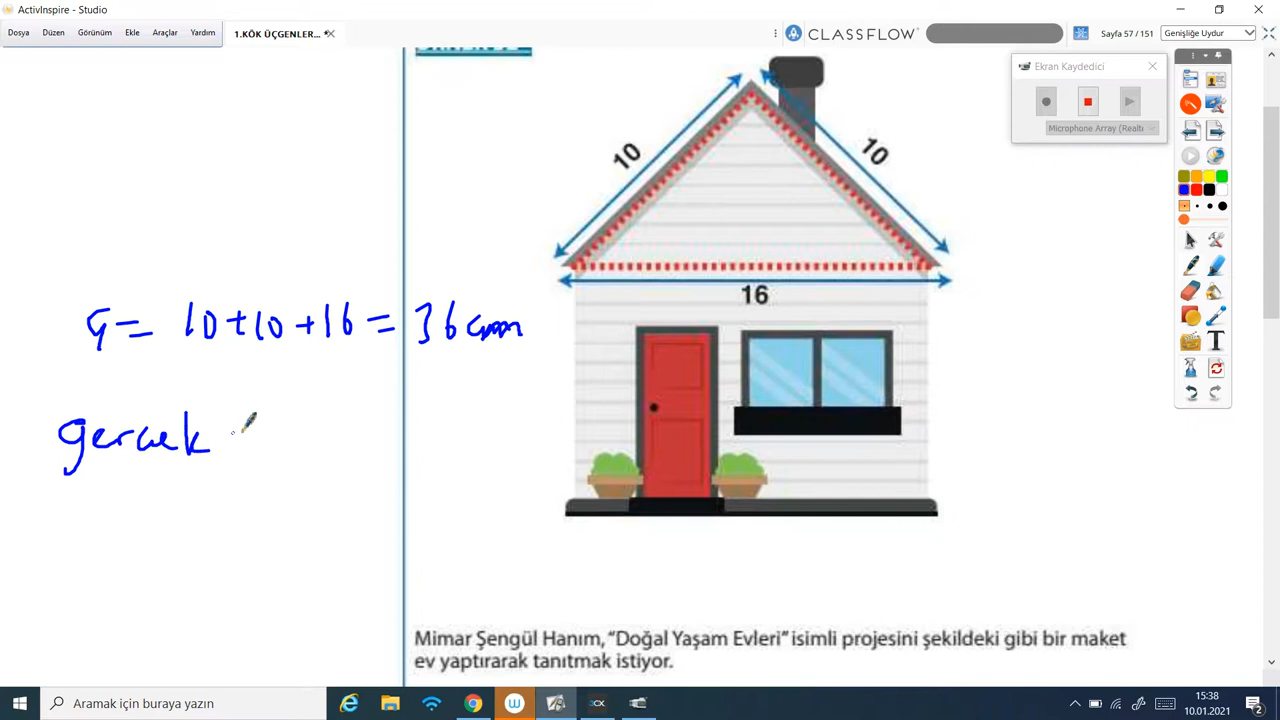 ActivInspire - Studio
Dosya Düzen Görünüm Ekle Araçlar Yardım
1.KÖK ÜÇGENLER...
CLASSFLOW
Sayfa 57 / 151
Genişliğe Uydur
Ekran Kaydedici
Microphone Array (Realt
10
10
16
Ç = 10+10+16 = 36 cm
gercek
Mimar Şengül Hanım, “Doğal Yaşam Evleri” isimli projesini şekildeki gibi bir maket
ev yaptırarak tanıtmak istiyor.
Aramak için buraya yazın
15:38
10.01.2021
2